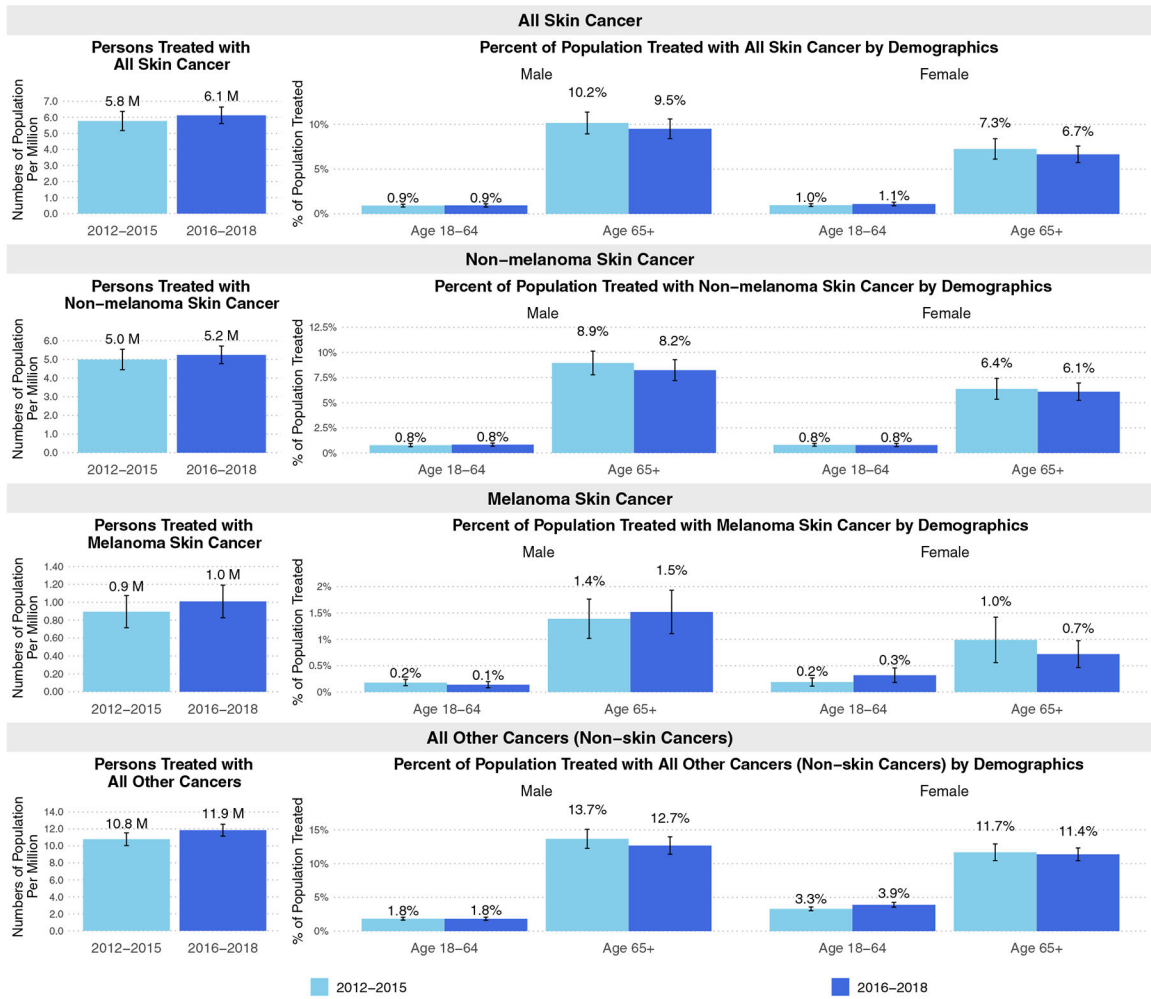 All Skin Cancer
Persons Treated with
All Skin Cancer
Numbers of Population
Per Million
7.0
6.0
5.0
4.0
3.0
2.0
1.0
0.0
5.8 M
6.1 M
2012–2015
2016–2018
Percent of Population Treated with All Skin Cancer by Demographics
Male
Female
% of Population Treated
10%
5%
0%
0.9%
0.9%
10.2%
9.5%
1.0%
1.1%
7.3%
6.7%
Age 18–64
Age 65+
Age 18–64
Age 65+
Non–melanoma Skin Cancer
Persons Treated with
Non–melanoma Skin Cancer
Numbers of Population
Per Million
6.0
5.0
4.0
3.0
2.0
1.0
0.0
5.0 M
5.2 M
2012–2015
2016–2018
Percent of Population Treated with Non–melanoma Skin Cancer by Demographics
Male
Female
% of Population Treated
12.5%
10%
7.5%
5%
2.5%
0%
0.8%
0.8%
8.9%
8.2%
0.8%
0.8%
6.4%
6.1%
Age 18–64
Age 65+
Age 18–64
Age 65+
Melanoma Skin Cancer
Persons Treated with
Melanoma Skin Cancer
Numbers of Population
Per Million
1.40
1.20
1.00
0.80
0.60
0.40
0.20
0.00
0.9 M
1.0 M
2012–2015
2016–2018
Percent of Population Treated with Melanoma Skin Cancer by Demographics
Male
Female
% of Population Treated
2%
1.5%
1%
0.5%
0%
0.2%
0.1%
1.4%
1.5%
0.2%
0.3%
1.0%
0.7%
Age 18–64
Age 65+
Age 18–64
Age 65+
All Other Cancers (Non–skin Cancers)
Persons Treated with
All Other Cancers
Numbers of Population
Per Million
14.0
12.0
10.0
8.0
6.0
4.0
2.0
0.0
10.8 M
11.9 M
2012–2015
2016–2018
Percent of Population Treated with All Other Cancers (Non–skin Cancers) by Demographics
Male
Female
% of Population Treated
15%
10%
5%
0%
1.8%
1.8%
13.7%
12.7%
3.3%
3.9%
11.7%
11.4%
Age 18–64
Age 65+
Age 18–64
Age 65+
2012–2015
2016–2018